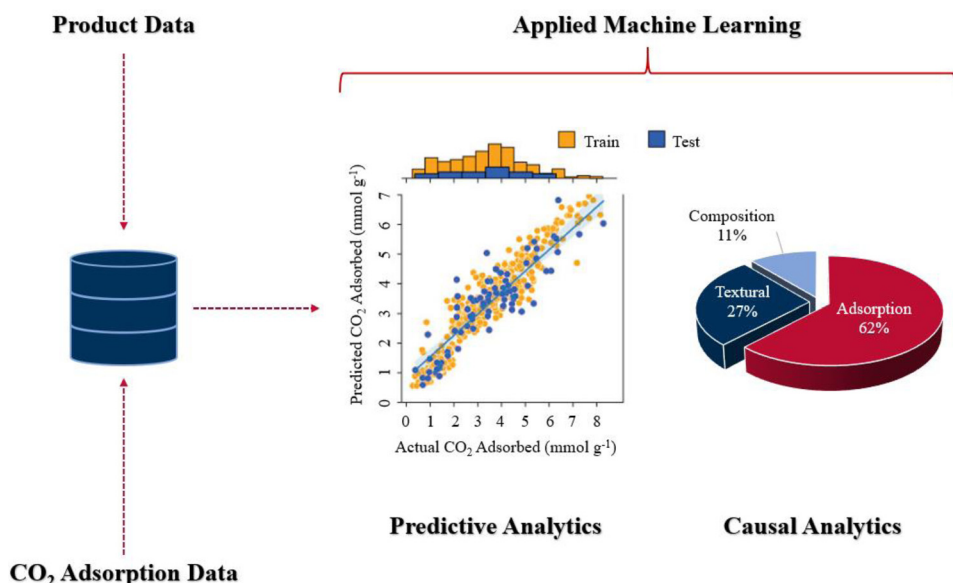 Product Data
Applied Machine Learning
Train
Test
Predicted CO₂ Adsorbed (mmol g⁻¹)
7
6
5
4
3
2
1
0
0 1 2 3 4 5 6 7 8
Actual CO₂ Adsorbed (mmol g⁻¹)
Composition
11%
Textural
27%
Adsorption
62%
Predictive Analytics
Causal Analytics
CO₂ Adsorption Data